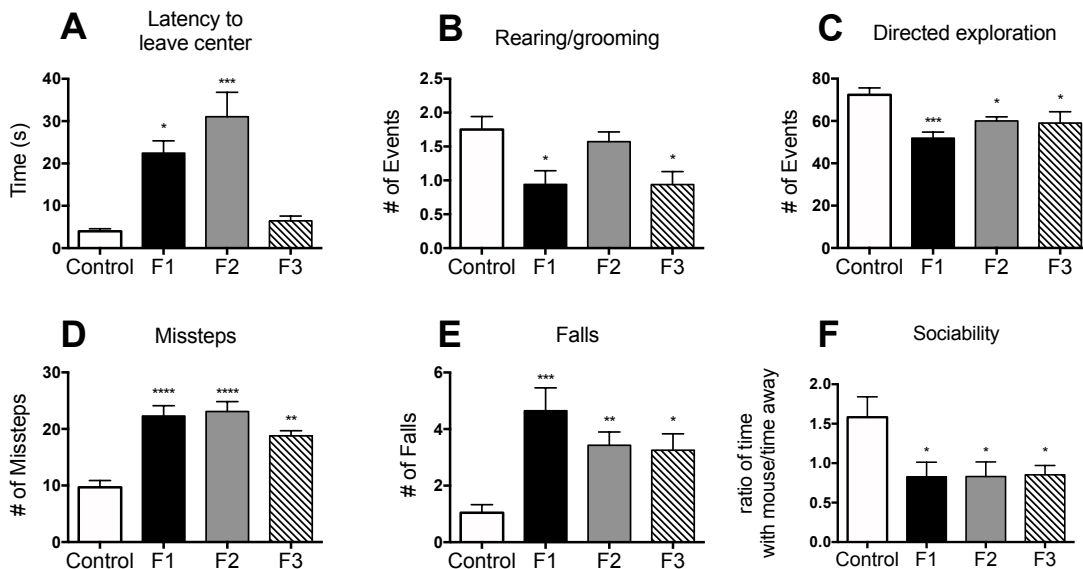 A
Latency to
leave center
Time (s)
40
30
20
10
0
*
***
Control F1 F2 F3
B
Rearing/grooming
# of Events
2.5
2.0
1.5
1.0
0.5
0.0
*
*
Control F1 F2 F3
C
Directed exploration
# of Events
80
60
40
20
0
***
*
*
Control F1 F2 F3
D
Missteps
# of Missteps
30
20
10
0
****
****
**
Control F1 F2 F3
E
Falls
# of Falls
6
4
2
0
***
**
*
Control F1 F2 F3
F
Sociability
ratio of time
with mouse/time away
2.0
1.5
1.0
0.5
0.0
*
*
*
Control F1 F2 F3